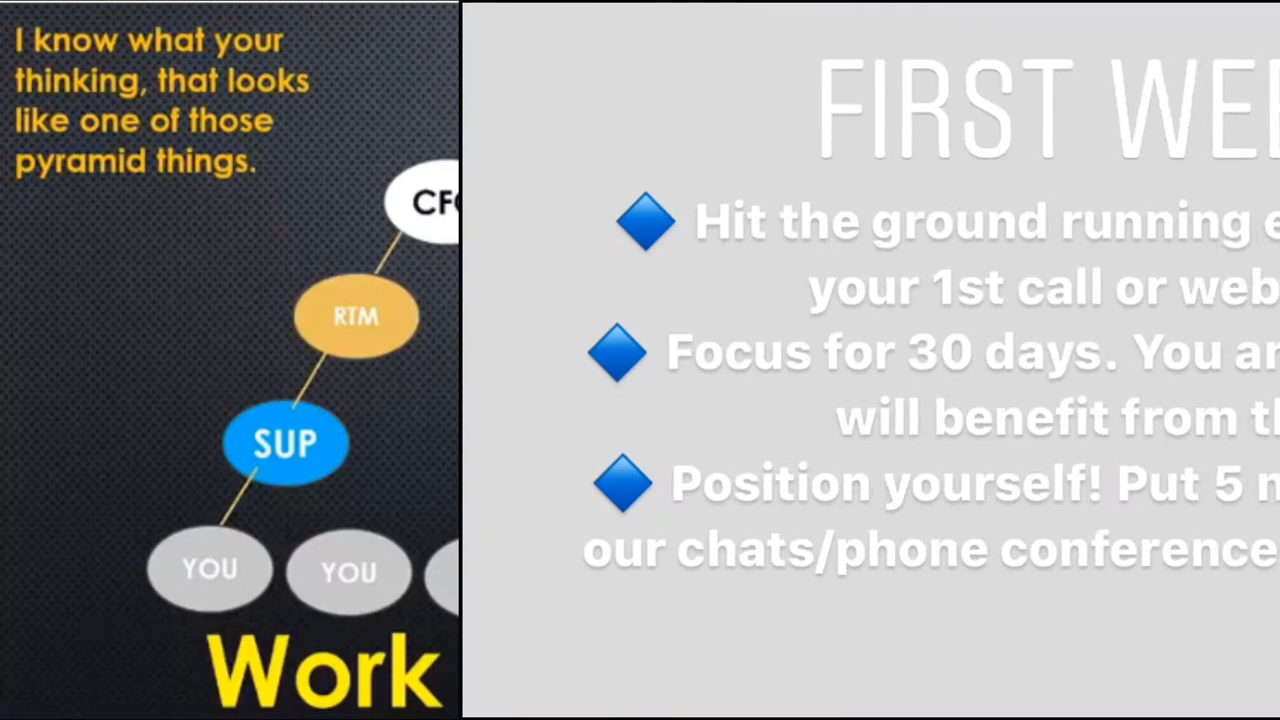 I know what your
thinking, that looks
like one of those
pyramid things.
RTM
SUP
YOU YOU
Work
FIRST
Hit the ground running
your 1st call or
Focus for 30 days. You
will benefit from
Position yourself! Put 5
our chats/phone conference